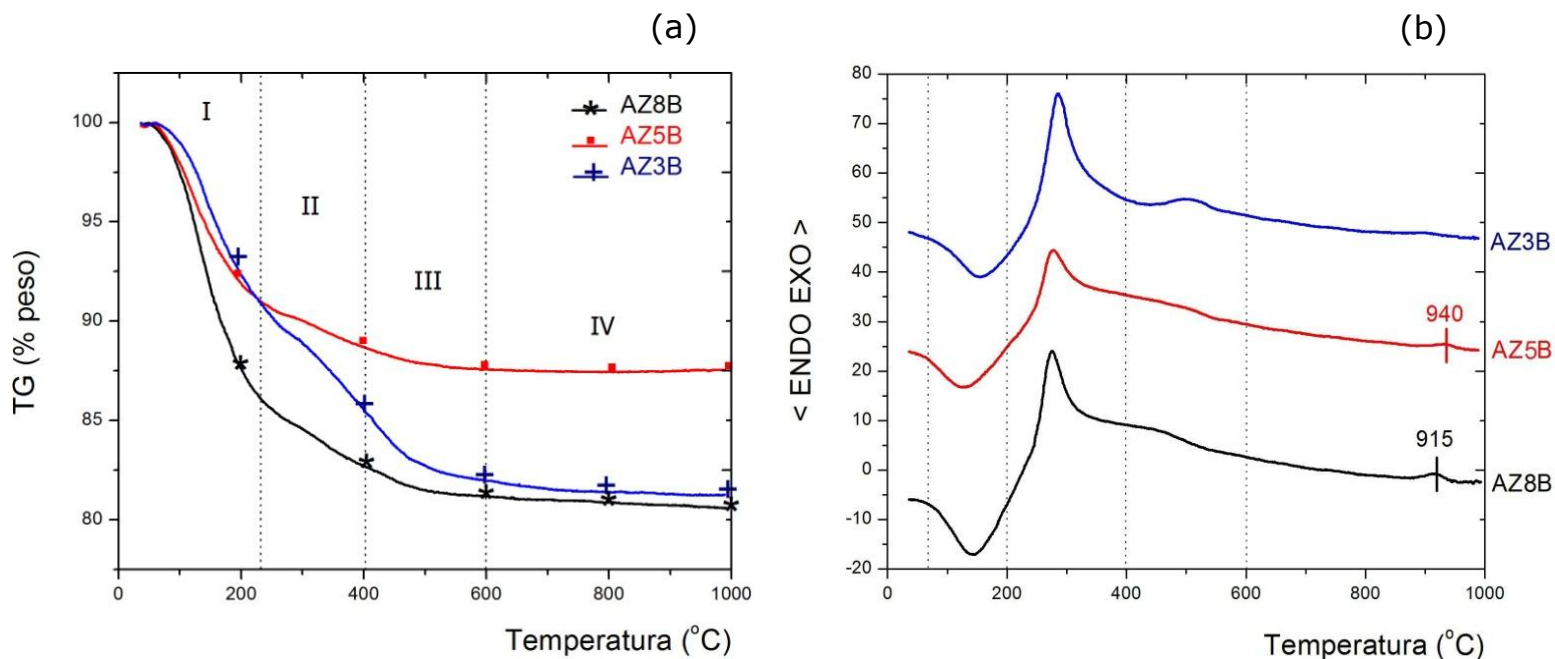 (a)
I
II
III
IV
AZ8B
AZ5B
AZ3B
100
95
90
85
80
TG (% peso)
0
200
400
600
800
1000
Temperatura (°C)
(b)
80
70
60
50
40
30
20
10
0
-10
-20
< ENDO EXO >
AZ3B
940
AZ5B
915
AZ8B
0
200
400
600
800
1000
Temperatura (°C)